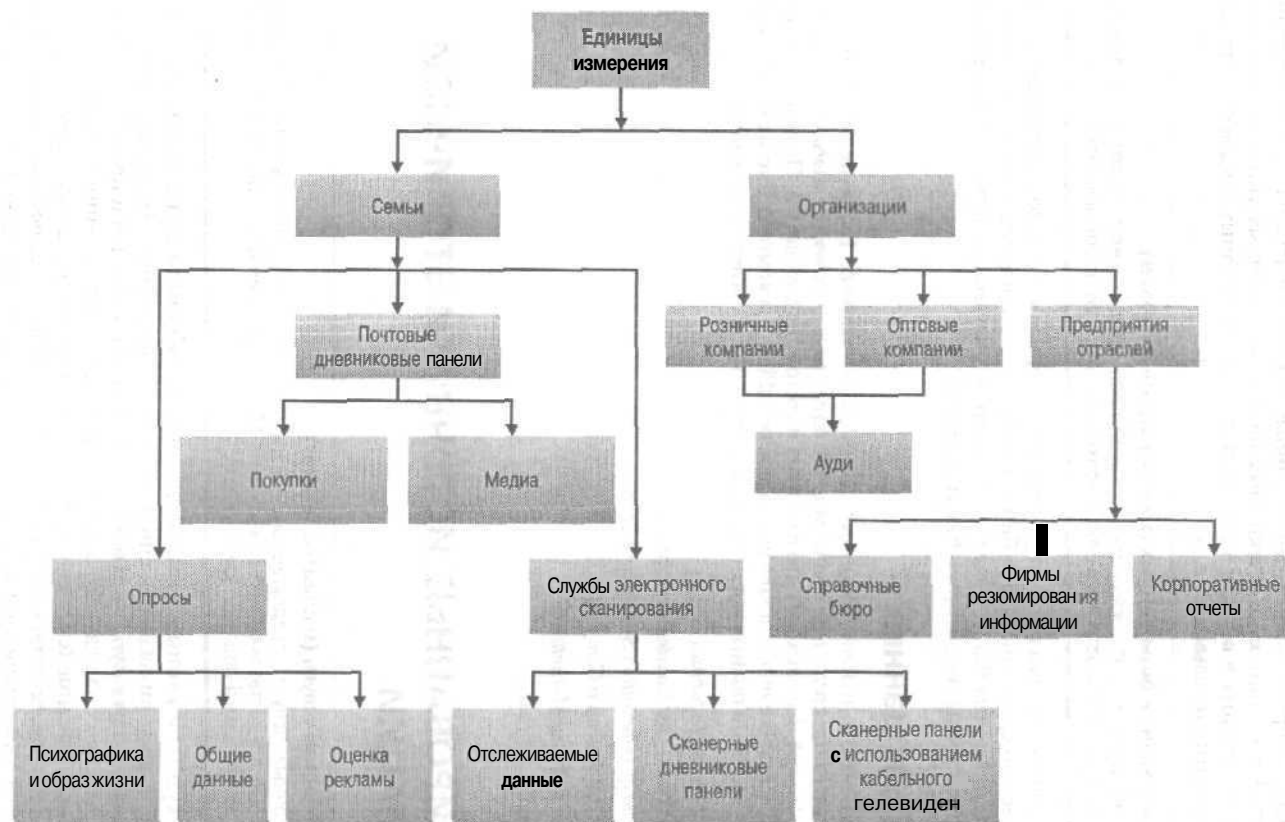 Единицы
измерения
Семьи
Организации
Почтовые
дневниковые панели
Розничные
компании
Оптовые
компании
Предприятия
отраслей
Покупки
Медиа
Ауди
Опросы
Службы электронного
сканирования
Справочные
бюро
Фирмы
резюмирования
информации
Корпоративные
отчеты
Психографика
и образ жизни
Общие
данные
Оценка
рекламы
Отслеживаемые
данные
Сканерные
дневниковые
панели
Сканерные панели
с использованием
кабельного
гелевиден